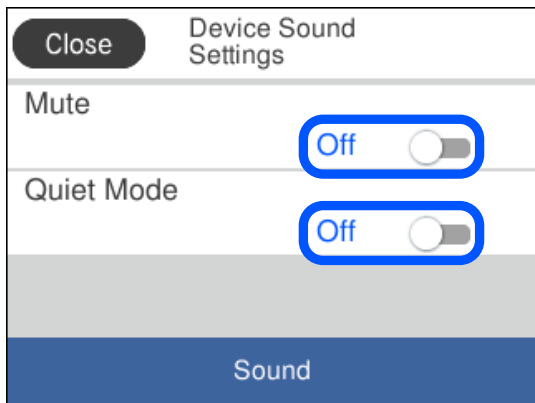 Close
Device Sound
Settings
Mute
Off
Quiet Mode
Off
Sound